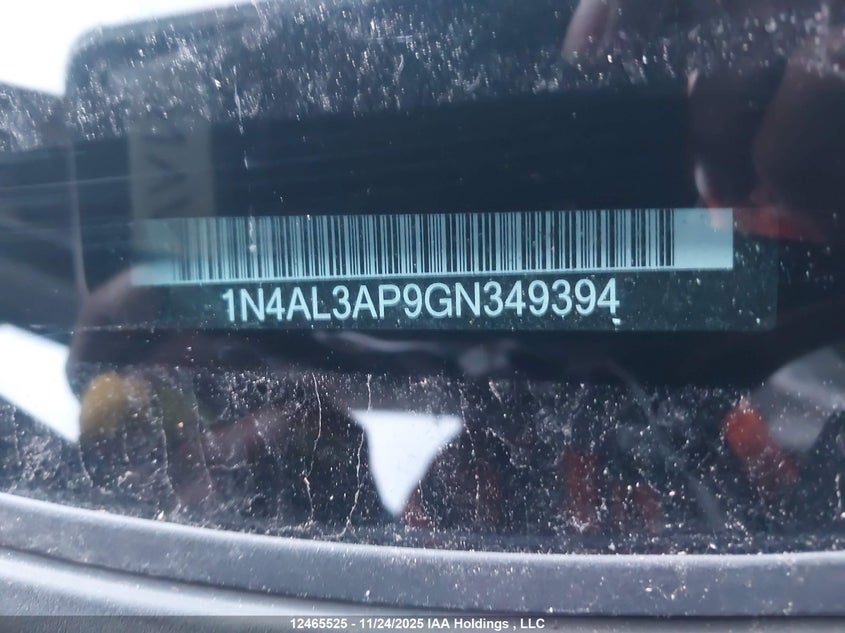 1N4AL3AP9GN349394
12465525 - 11/24/2025 IAA Holdings , LLC